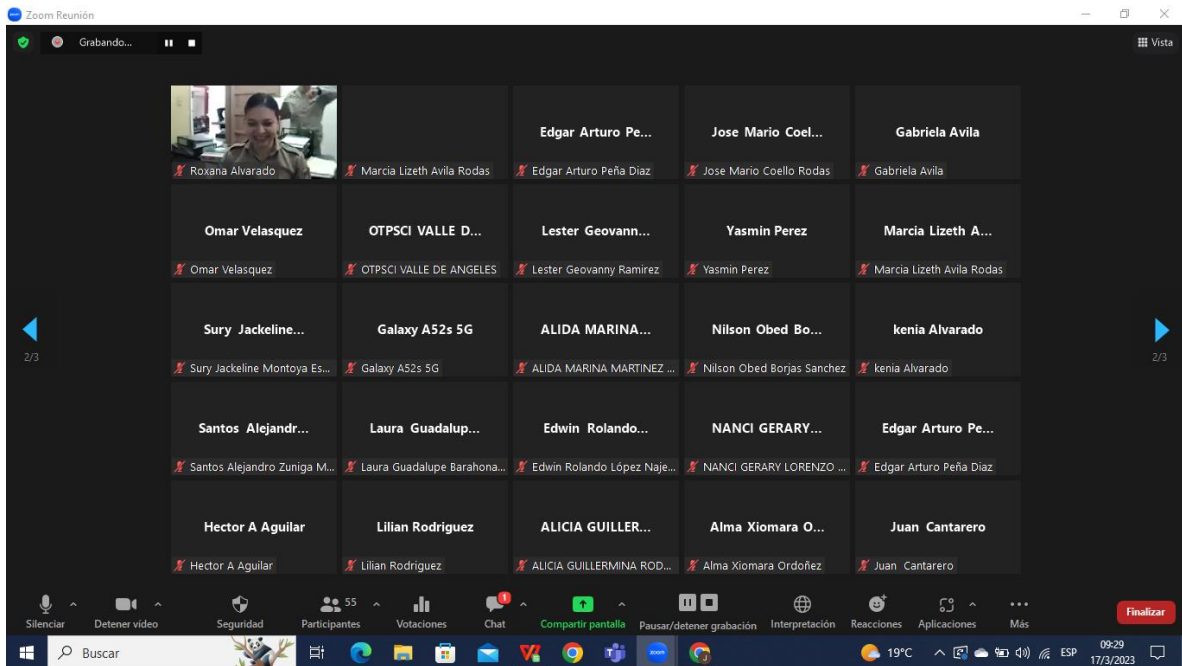 Zoom Reunión
Grabando...
Vista
Roxana Alvarado
Marcia Lizeth Avila Rodas
Edgar Arturo Pe...
Edgar Arturo Peña Diaz
Jose Mario Coel...
Jose Mario Coello Rodas
Gabriela Avila
Gabriela Avila
Omar Velasquez
Omar Velasquez
OTPSCI VALLE D...
OTPSCI VALLE DE ANGELES
Lester Geovann...
Lester Geovanny Ramirez
Yasmin Perez
Yasmin Perez
Marcia Lizeth A...
Marcia Lizeth Avila Rodas
2/3
Sury Jackeline...
Sury Jackeline Montoya Es...
Galaxy A52s 5G
Galaxy A52s 5G
ALIDA MARINA...
ALIDA MARINA MARTINEZ ...
Nilson Obed Bo...
Nilson Obed Borjas Sanchez
kenia Alvarado
kenia Alvarado
2/3
Santos Alejandr...
Santos Alejandro Zuniga M...
Laura Guadalup...
Laura Guadalupe Barahona...
Edwin Rolando...
Edwin Rolando López Naje...
NANCI GERARY...
NANCI GERARY LORENZO ...
Edgar Arturo Pe...
Edgar Arturo Peña Diaz
Hector A Aguilar
Hector A Aguilar
Lilian Rodriguez
Lilian Rodriguez
ALICIA GUILLER...
ALICIA GUILLERMINA ROD...
Alma Xiomara O...
Alma Xiomara Ordoñez
Juan Cantarero
Juan Cantarero
Silenciar
Detener vídeo
Seguridad
55
Participantes
Votaciones
1
Chat
Compartir pantalla
Pausar/detener grabación
Interpretación
Reacciones
Aplicaciones
Más
Finalizar
Buscar
zoom
19°C
ESP
09:29
17/3/2023